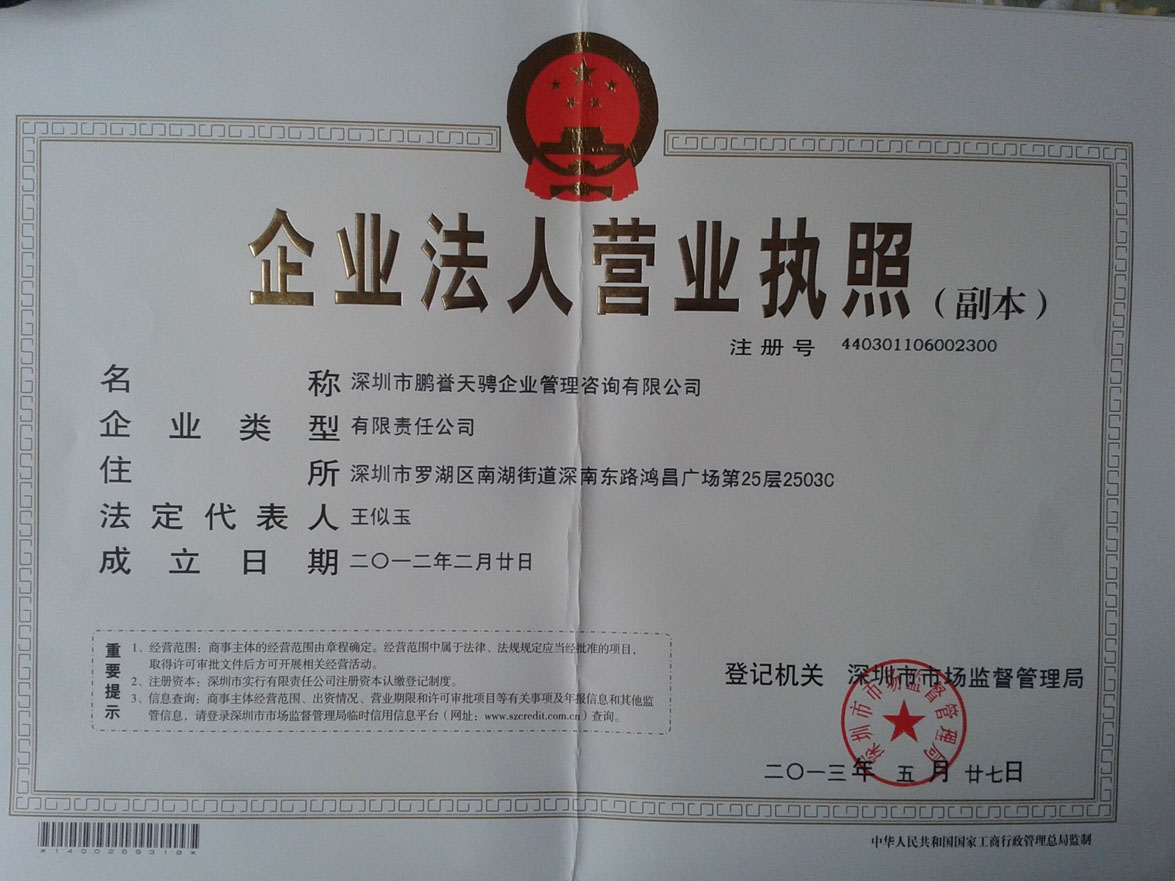 企业法人营业执照（副本）
注册号 440301106002300
名称 深圳市鹏誉天骋企业管理咨询有限公司
企业类型 有限责任公司
住所 深圳市罗湖区南湖街道深南东路鸿昌广场第25层2503C
法定代表人 王似玉
成立日期 二〇一二年二月廿日
重要提示
1、经营范围：商事主体的经营范围由章程确定。经营范围中属于法律、法规规定应当经批准的项目，
取得许可审批文件后方可开展相关经营活动。
2、注册资本：深圳市实行有限责任公司注册资本认缴登记制度。
3、信息查询：商事主体经营范围、出资情况、营业期限和许可审批项目等有关事项及年报信息和其他监
管信息，请登录深圳市市场监督管理局临时信用信息平台（网址：www.szcredit.com.cn）查询。
登记机关 深圳市市场监督管理局
深圳市市场监督管理局
二〇一三年五月廿七日
*1400269318*
中华人民共和国国家工商行政管理总局监制